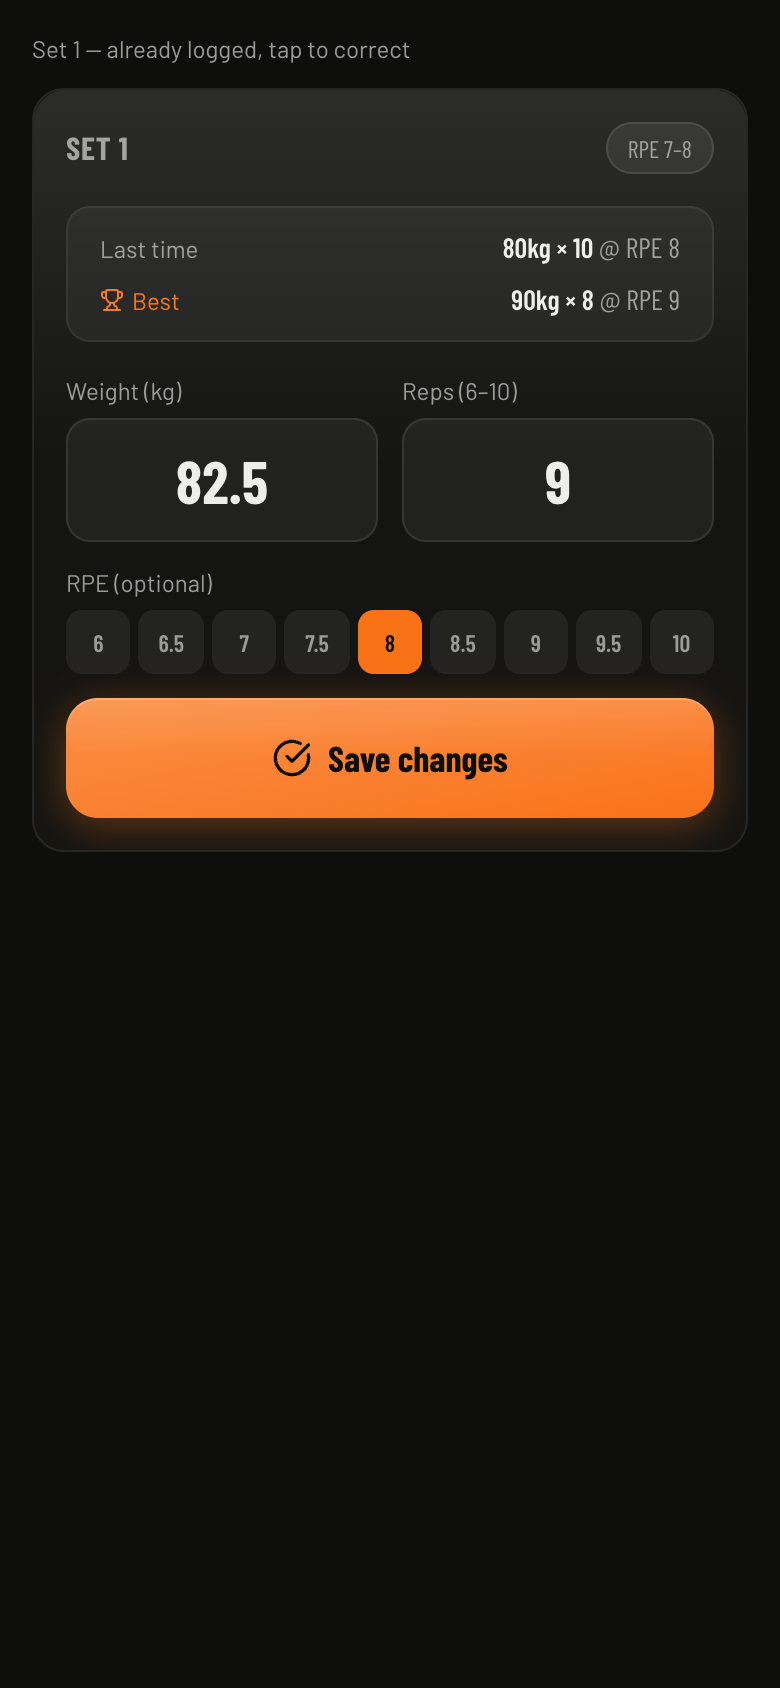 Set 1 — already logged, tap to correct
SET 1
RPE 7–8
Last time 80kg × 10 @ RPE 8
Best 90kg × 8 @ RPE 9
Weight (kg) Reps (6–10)
82.5 9
RPE (optional)
6 6.5 7 7.5 8 8.5 9 9.5 10
Save changes